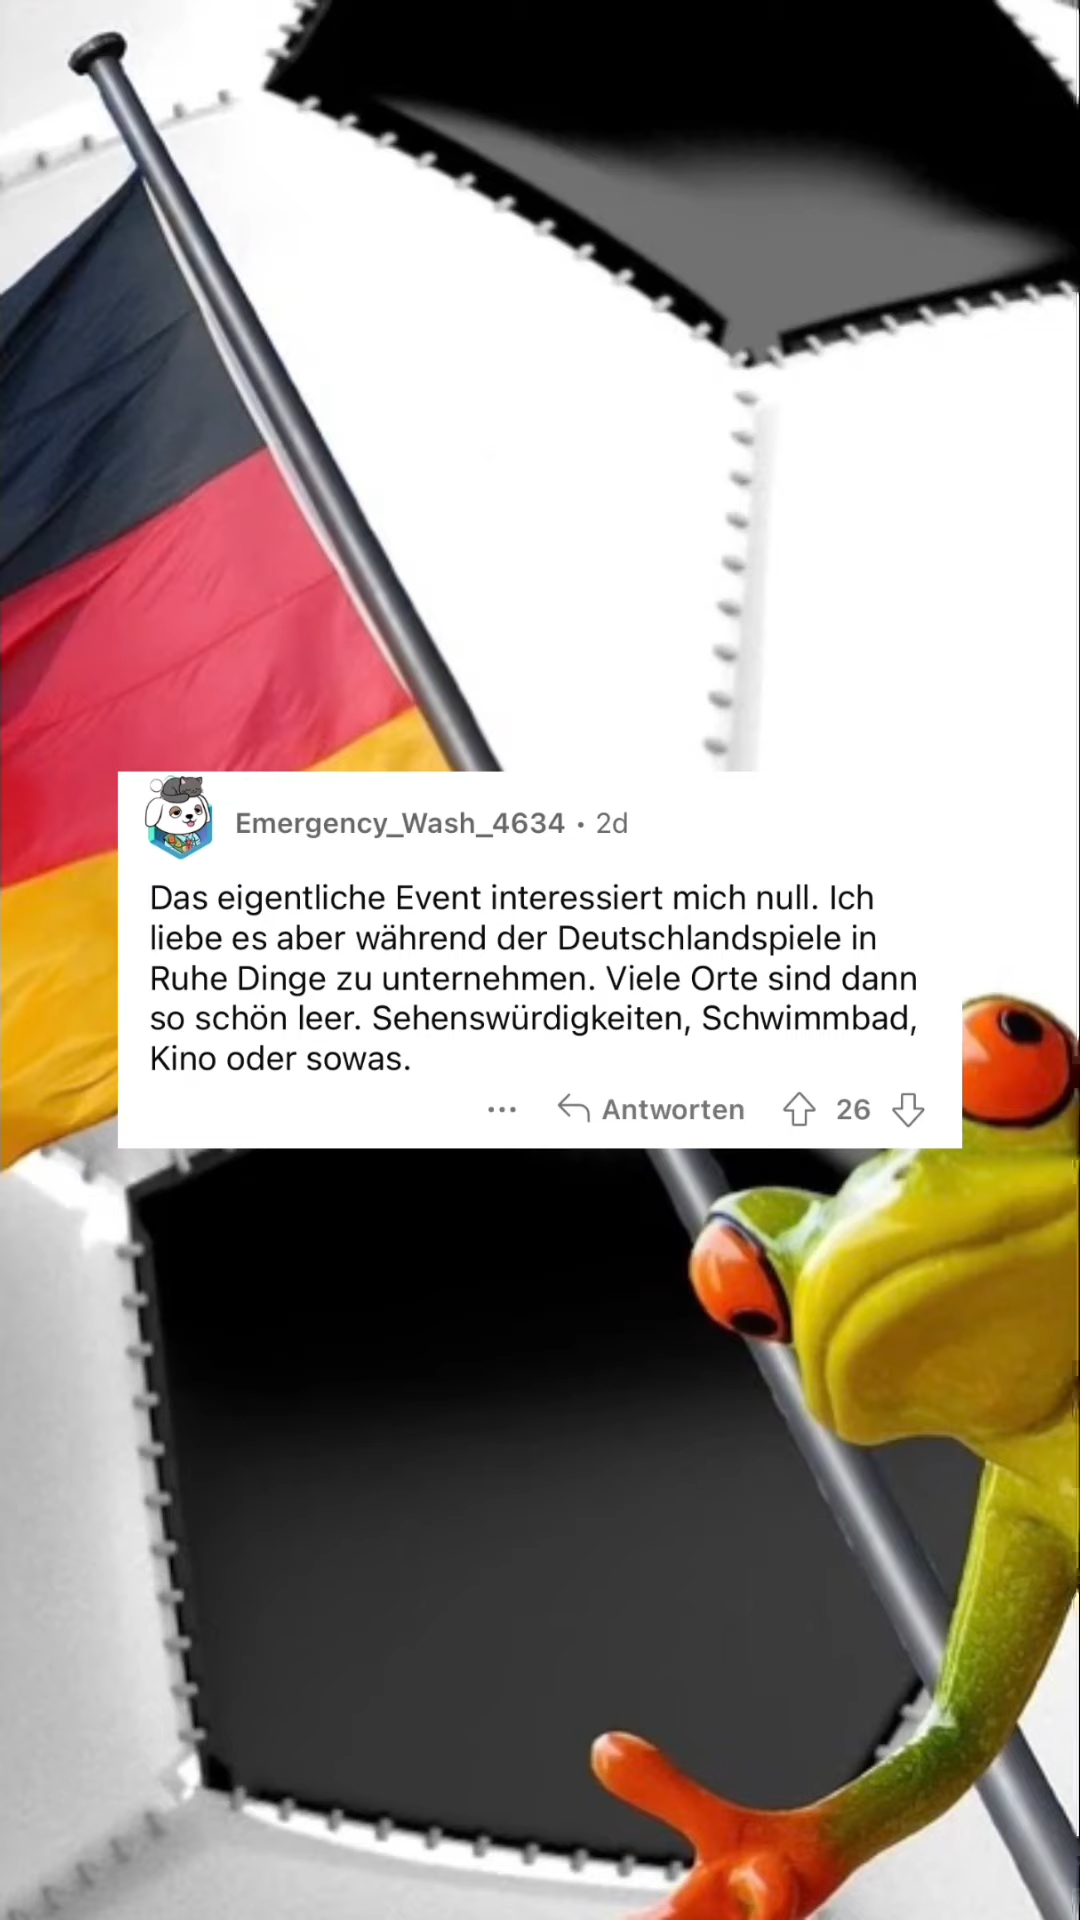 Emergency_Wash_4634 • 2d
Das eigentliche Event interessiert mich null. Ich
liebe es aber während der Deutschlandspiele in
Ruhe Dinge zu unternehmen. Viele Orte sind dann
so schön leer. Sehenswürdigkeiten, Schwimmbad,
Kino oder sowas.
... Antworten 26